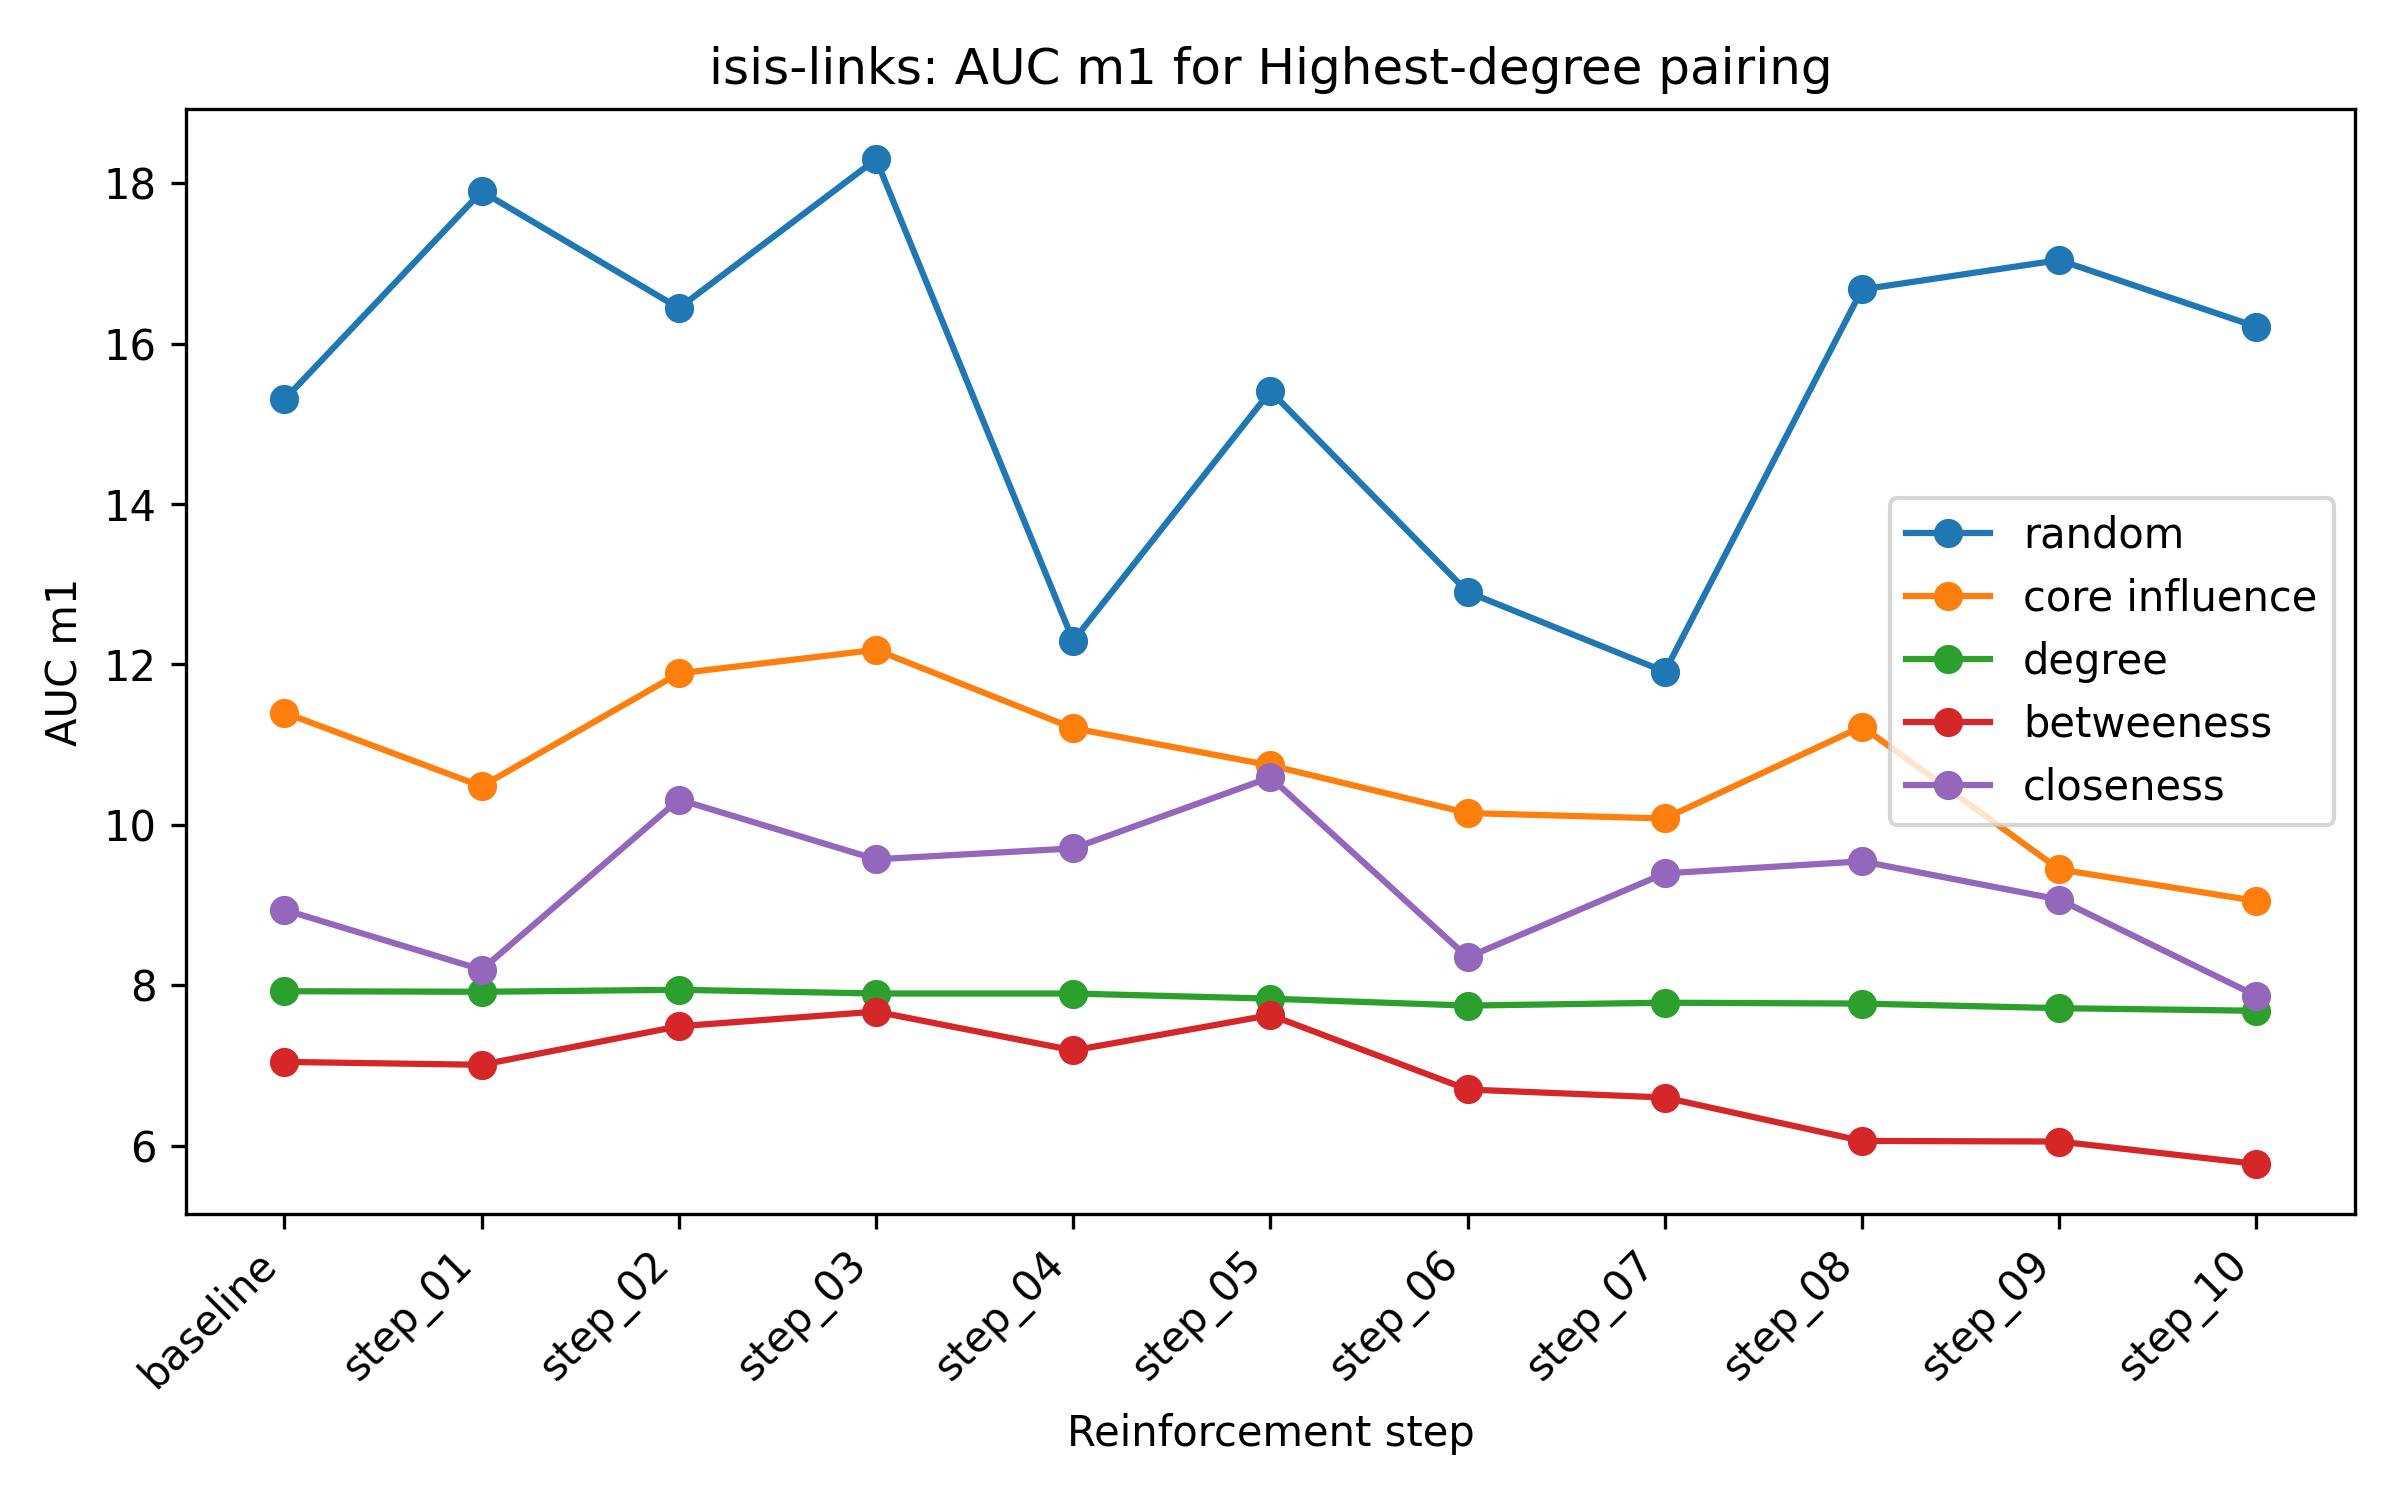 isis-links: AUC m1 for Highest-degree pairing
AUC m1
18
16
14
12
10
8
6
random
core influence
degree
betweeness
closeness
baseline
step_01
step_02
step_03
step_04
step_05
step_06
step_07
step_08
step_09
step_10
Reinforcement step